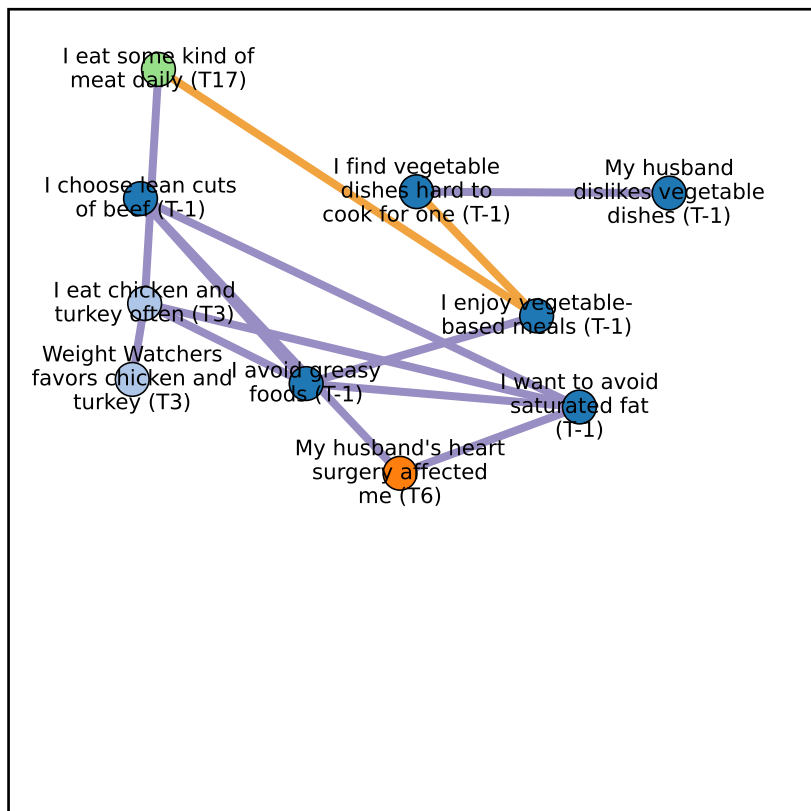 I eat some kind of
meat daily (T17)
I find vegetable
dishes hard to
cook for one (T-1)
My husband
dislikes vegetable
dishes (T-1)
I choose lean cuts
of beef (T-1)
I eat chicken and
turkey often (T3)
I enjoy vegetable-
based meals (T-1)
Weight Watchers
favors chicken and
turkey (T3)
I avoid greasy
foods (T-1)
I want to avoid
saturated fat
(T-1)
My husband's heart
surgery affected
me (T6)